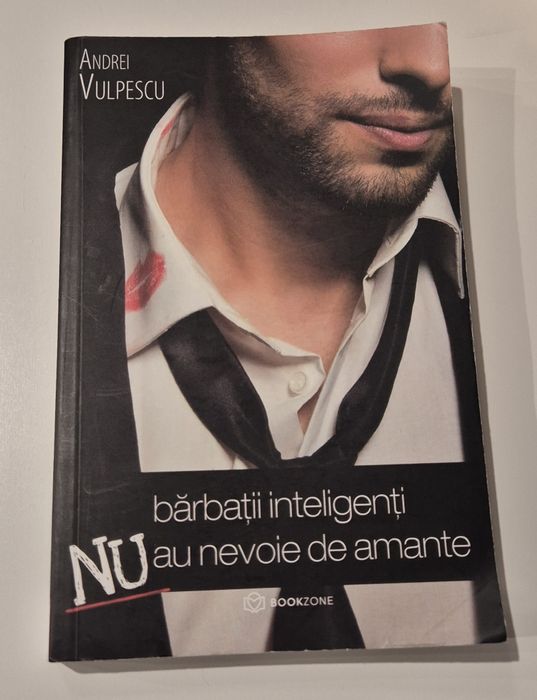 ANDREI
VULPESCU
bărbații inteligenți
NU au nevoie de amante
BOOKZONE